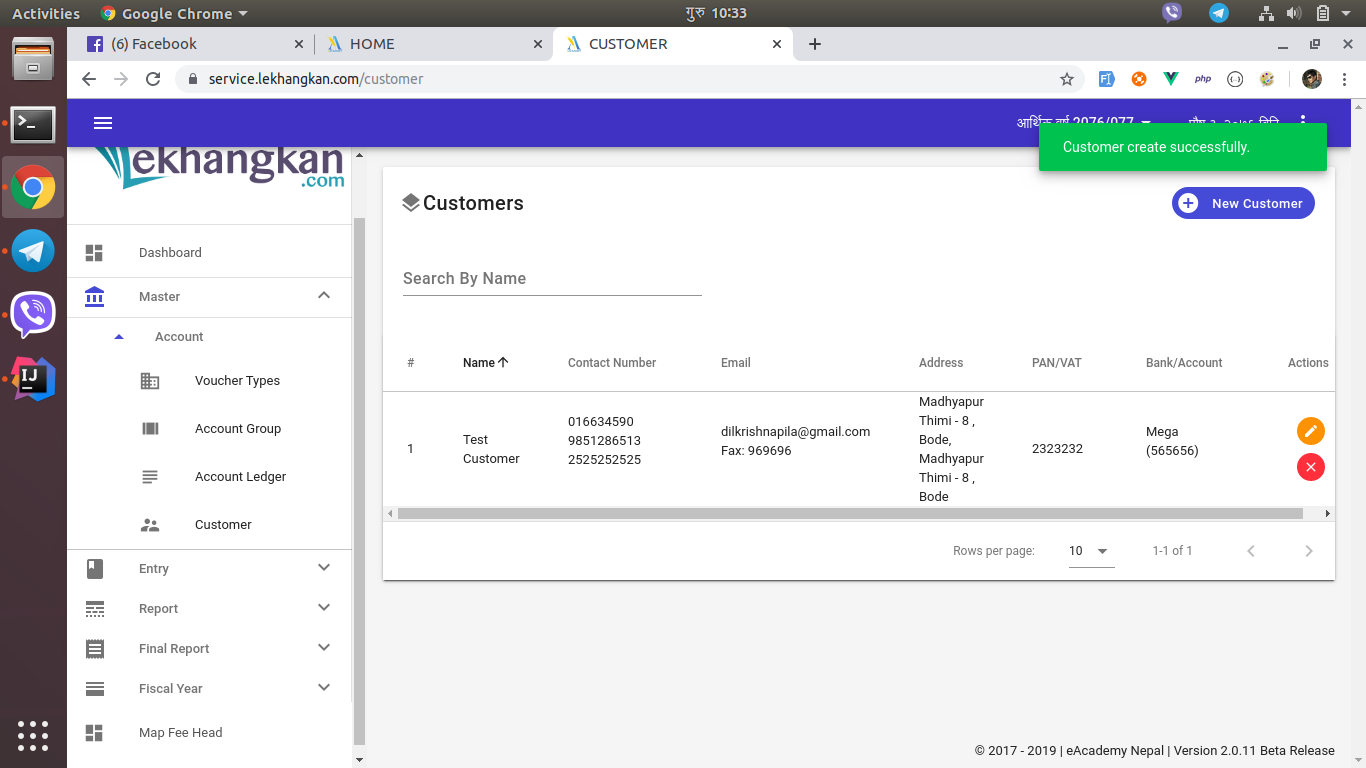 Activities
Google Chrome
गुरु 10:33
(6) Facebook
HOME
CUSTOMER
service.lekhangkan.com/customer
php
आर्थिक वर्ष 2076/077
Customer create successfully.
ekhangkan
.com
Customers
New Customer
Dashboard
Search By Name
Master
Account
# Name Contact Number Email Address PAN/VAT Bank/Account Actions
Voucher Types
Account Group
Account Ledger
Customer
1
Test
Customer
016634590
9851286513
2525252525
dilkrishnapila@gmail.com
Fax: 969696
Madhyapur
Thimi - 8 ,
Bode,
Madhyapur
Thimi - 8 ,
Bode
2323232
Mega
(565656)
Rows per page: 10 1-1 of 1
Entry
Report
Final Report
Fiscal Year
Map Fee Head
© 2017 - 2019 | eAcademy Nepal | Version 2.0.11 Beta Release